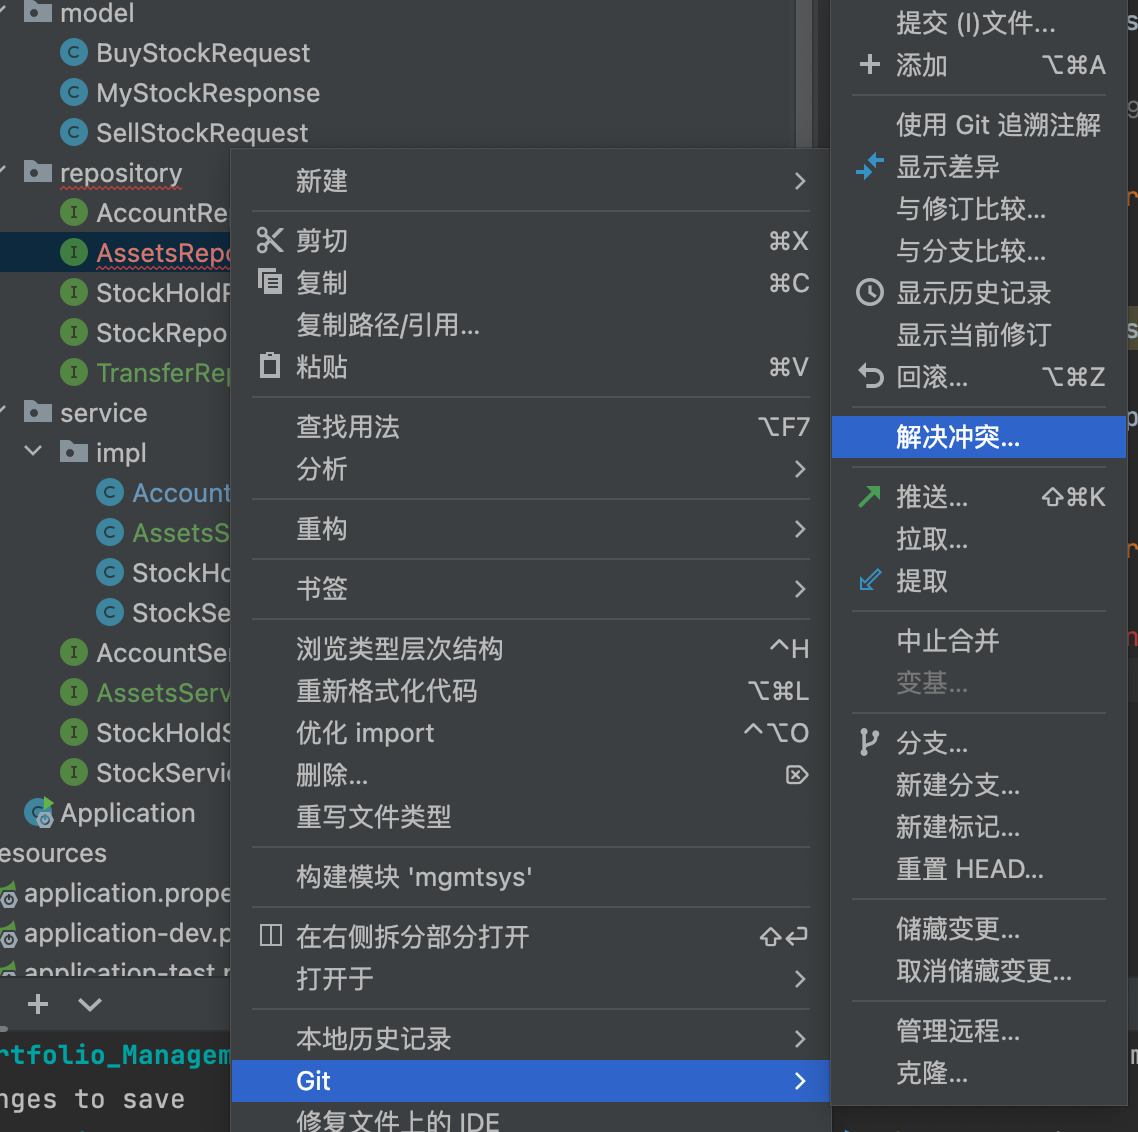 model
BuyStockRequest
MyStockResponse
SellStockRequest
repository
AccountRe
AssetsRepo
StockHoldR
StockRepo
TransferRep
service
impl
Account
AssetsS
StockHo
StockSe
AccountSer
AssetsServ
StockHoldS
StockServic
Application
esources
application.prope
application-dev.p
application-test.p
rtfolio_Managem
nges to save
新建
剪切 ⌘X
复制 ⌘C
复制路径/引用...
粘贴 ⌘V
查找用法 ⌥F7
分析
重构
书签
浏览类型层次结构 ^H
重新格式化代码 ⌥⌘L
优化 import ^⌥O
删除... ⌦
重写文件类型
构建模块 'mgmtsys'
在右侧拆分部分打开 ⇧↩
打开于
本地历史记录
Git
修复文件上的 IDE
提交 (I)文件...
添加 ⌥⌘A
使用 Git 追溯注解
显示差异
与修订比较...
与分支比较...
显示历史记录
显示当前修订
回滚... ⌥⌘Z
解决冲突...
推送... ⇧⌘K
拉取...
提取
中止合并
变基...
分支...
新建分支...
新建标记...
重置 HEAD...
储藏变更...
取消储藏变更...
管理远程...
克隆...